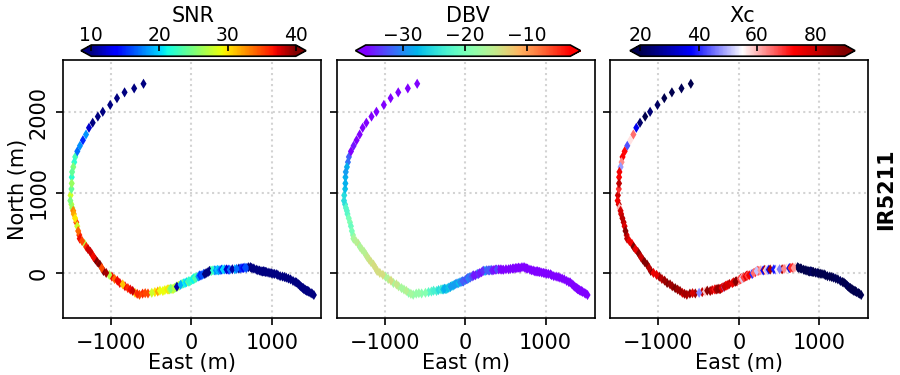 SNR DBV Xc
10 20 30 40 −30 −20 −10 20 40 60 80
2000
1000
0
North (m)
IR5211
−1000 0 1000 −1000 0 1000 −1000 0 1000
East (m) East (m) East (m)